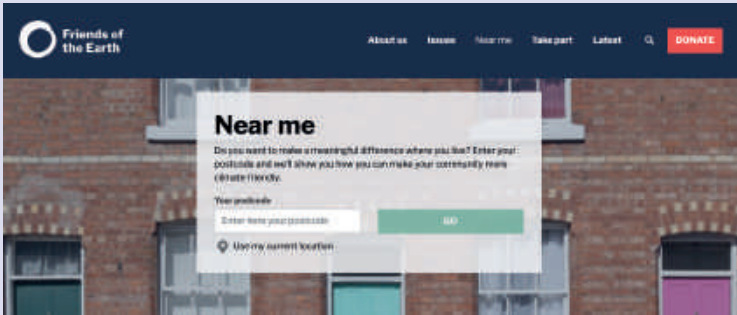 Friends of
the Earth
About us Issues Near me Take part Latest DONATE
Near me
Do you want to make a meaningful difference where you live? Enter your
postcode and we'll show you how you can make your community more
climate friendly.
Your postcode
Enter here your postcode GO
Use my current location